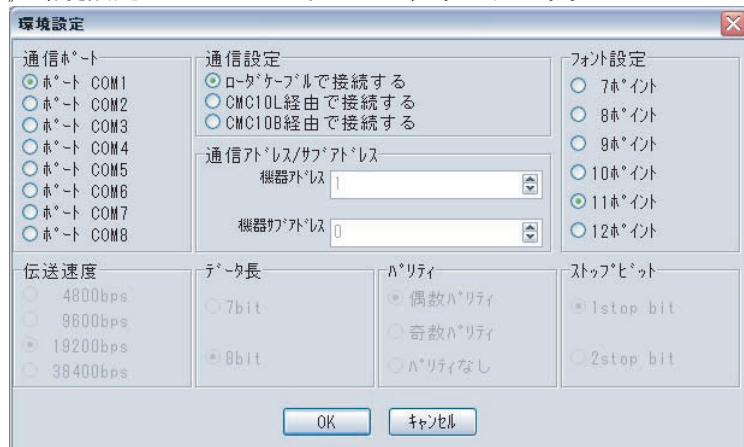 環境設定
通信ﾎﾟｰﾄ
ﾎﾟｰﾄ COM1
ﾎﾟｰﾄ COM2
ﾎﾟｰﾄ COM3
ﾎﾟｰﾄ COM4
ﾎﾟｰﾄ COM5
ﾎﾟｰﾄ COM6
ﾎﾟｰﾄ COM7
ﾎﾟｰﾄ COM8
通信設定
ﾛｰﾀﾞｹｰﾌﾞﾙで接続する
CMC10L経由で接続する
CMC10B経由で接続する
通信ｱﾄﾞﾚｽ/ｻﾌﾞｱﾄﾞﾚｽ
機器ｱﾄﾞﾚｽ 1
機器ｻﾌﾞｱﾄﾞﾚｽ 0
ﾌｫﾝﾄ設定
7ﾎﾟｲﾝﾄ
8ﾎﾟｲﾝﾄ
9ﾎﾟｲﾝﾄ
10ﾎﾟｲﾝﾄ
11ﾎﾟｲﾝﾄ
12ﾎﾟｲﾝﾄ
伝送速度
4800bps
9600bps
19200bps
38400bps
ﾃﾞｰﾀ長
7bit
8bit
ﾊﾟﾘﾃｨ
偶数ﾊﾟﾘﾃｨ
奇数ﾊﾟﾘﾃｨ
ﾊﾟﾘﾃｨなし
ｽﾄｯﾌﾟﾋﾞｯﾄ
1stop bit
2stop bit
OK
ｷｬﾝｾﾙ